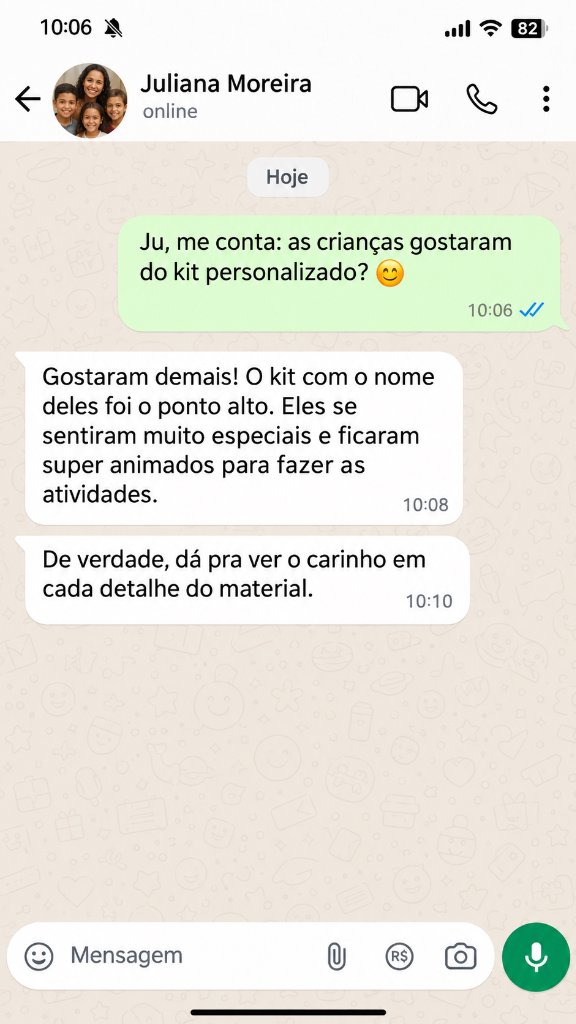 10:06
82
Juliana Moreira
online
Hoje
Ju, me conta: as crianças gostaram
do kit personalizado? 😊
10:06
Gostaram demais! O kit com o nome
deles foi o ponto alto. Eles se
sentiram muito especiais e ficaram
super animados para fazer as
atividades.
10:08
De verdade, dá pra ver o carinho em
cada detalhe do material.
10:10
Mensagem
R$